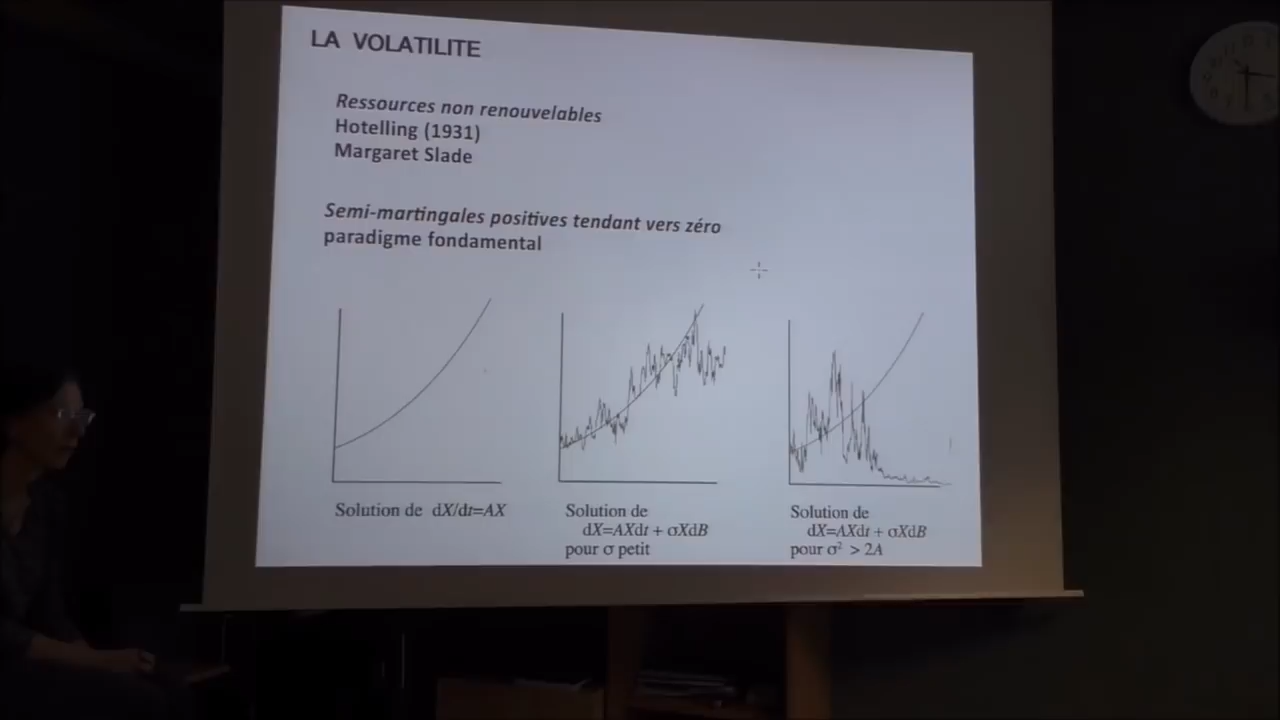 LA VOLATILITE
Ressources non renouvelables
Hotelling (1931)
Margaret Slade
Semi-martingales positives tendant vers zéro
paradigme fondamental
Solution de dX/dt=AX
Solution de
dX=AXdt + σXdB
pour σ petit
Solution de
dX=AXdt + σXdB
pour σ² > 2A